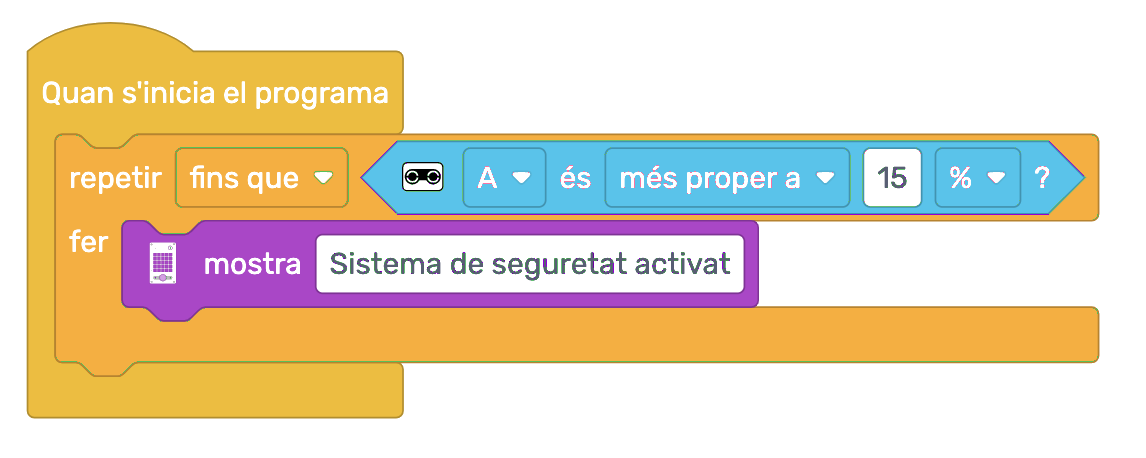 Quan s'inicia el programa
repetir fins que A és més proper a 15 % ?
fer
mostra Sistema de seguretat activat